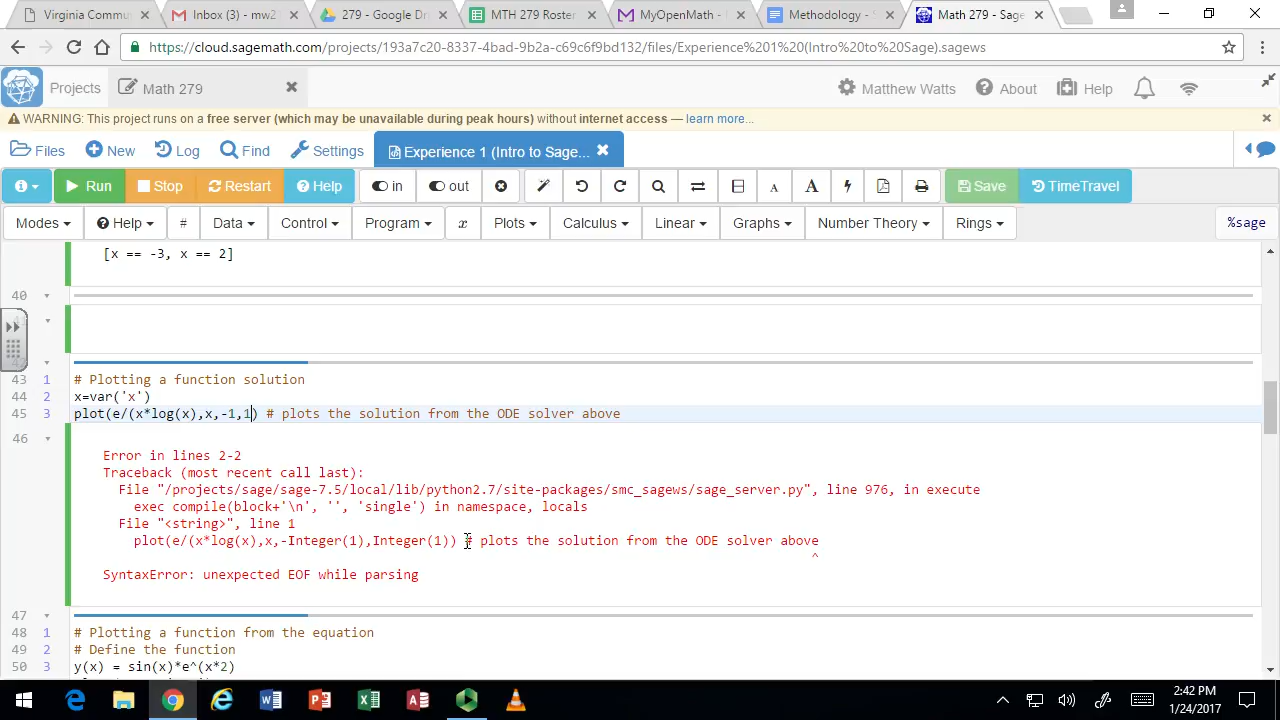 Virginia Commun
Inbox (3) - mw2
279 - Google Dri
MTH 279 Roster
MyOpenMath -
Methodology - S
Math 279 - Sage
https://cloud.sagemath.com/projects/193a7c20-8337-4bad-9b2a-c69c6f9bd132/files/Experience%201%20(Intro%20to%20Sage).sagews
Projects
Math 279
Matthew Watts
About
Help
WARNING: This project runs on a free server (which may be unavailable during peak hours) without internet access — learn more...
Files
New
Log
Find
Settings
Experience 1 (Intro to Sage...
Run
Stop
Restart
Help
in
out
A
A
Save
TimeTravel
Modes
Help
#
Data
Control
Program
x
Plots
Calculus
Linear
Graphs
Number Theory
Rings
%sage
[x == -3, x == 2]
40
43 1 # Plotting a function solution
44 2 x=var('x')
45 3 plot(e/(x*log(x),x,-1,1) # plots the solution from the ODE solver above
46
Error in lines 2-2
Traceback (most recent call last):
File "/projects/sage/sage-7.5/local/lib/python2.7/site-packages/smc_sagews/sage_server.py", line 976, in execute
exec compile(block+'\n', '', 'single') in namespace, locals
File "<string>", line 1
plot(e/(x*log(x),x,-Integer(1),Integer(1)) # plots the solution from the ODE solver above
^
SyntaxError: unexpected EOF while parsing
47
48 1 # Plotting a function from the equation
49 2 # Define the function
50 3 y(x) = sin(x)*e^(x*2)
2:42 PM
1/24/2017